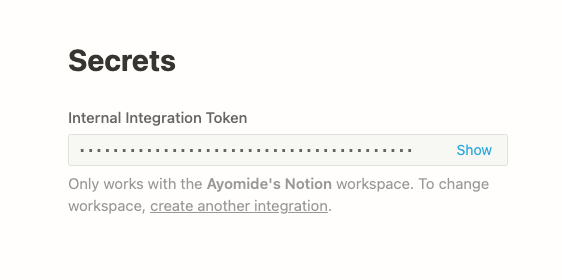 Secrets
Internal Integration Token
Show
Only works with the Ayomide's Notion workspace. To change
workspace, create another integration.